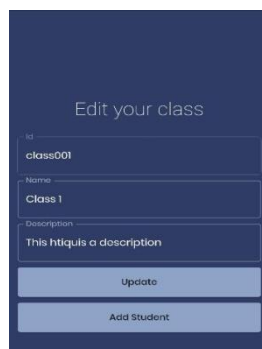 Edit your class
Id
class001
Name
Class 1
Description
This htiquis a description
Update
Add Student